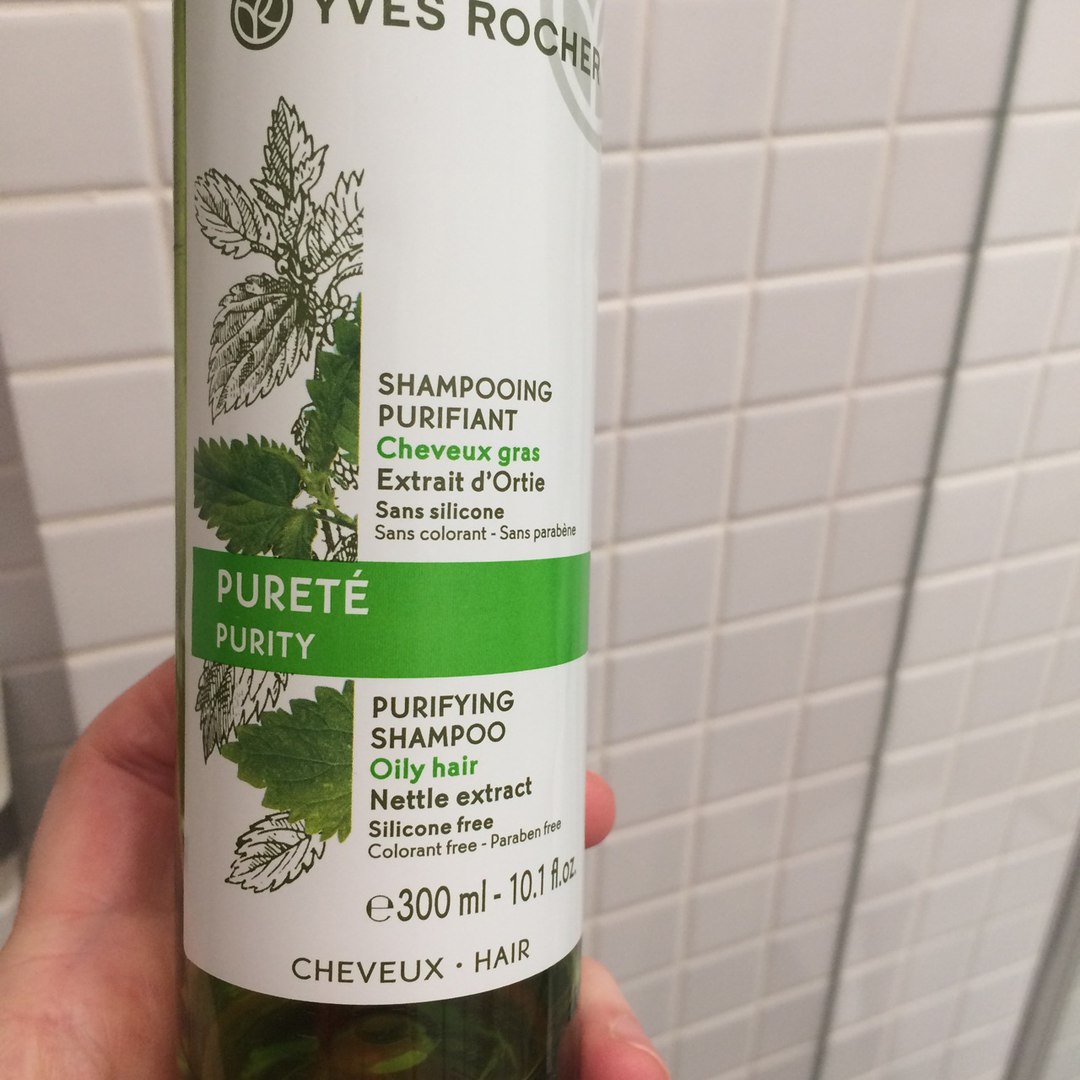 YVES ROCHER
SHAMPOOING
PURIFIANT
Cheveux gras
Extrait d'Ortie
Sans silicone
Sans colorant - Sans parabène
PURETÉ
PURITY
PURIFYING
SHAMPOO
Oily hair
Nettle extract
Silicone free
Colorant free - Paraben free
℮300 ml - 10.1 fl.oz.
CHEVEUX · HAIR